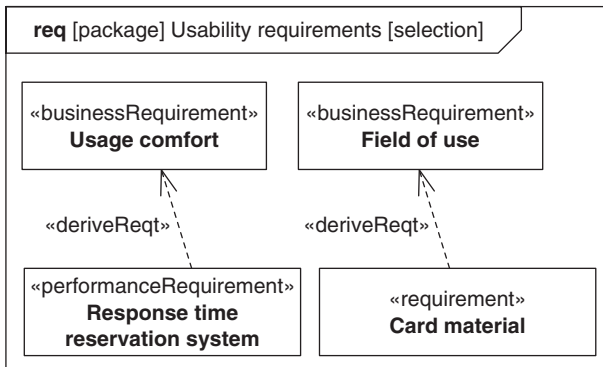 req [package] Usability requirements [selection]
«businessRequirement»
Usage comfort
«businessRequirement»
Field of use
«deriveReqt»
«deriveReqt»
«performanceRequirement»
Response time
reservation system
«requirement»
Card material